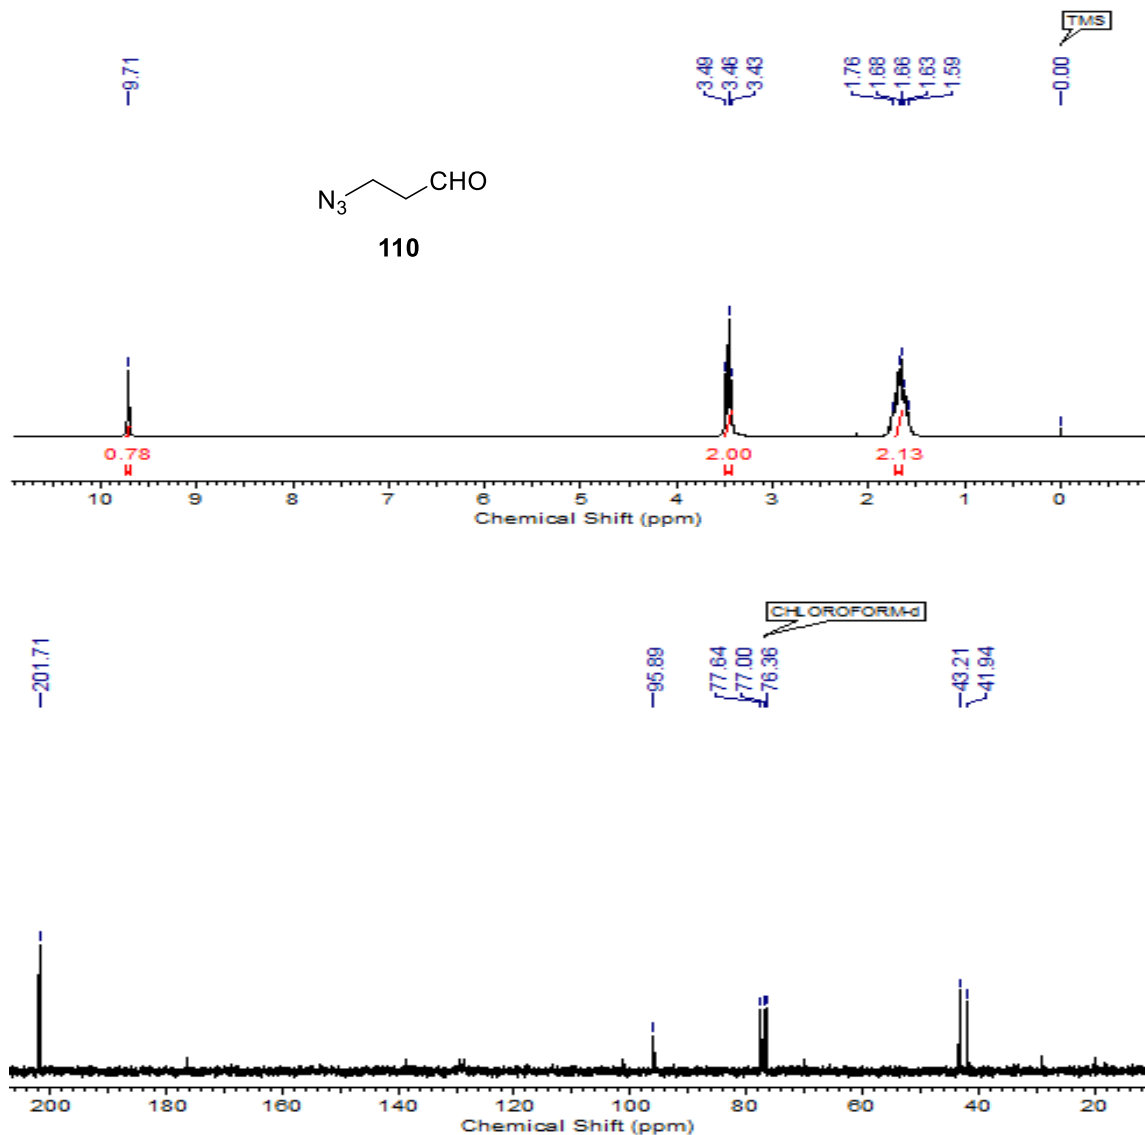 TMS
9.71
3.49
3.46
3.43
1.76
1.68
1.66
1.63
1.59
0.00
N3 CHO
110
0.78 2.00 2.13
10 9 8 7 6 5 4 3 2 1 0
Chemical Shift (ppm)
CHLOROFORM-d
201.71
95.89
77.64
77.00
76.36
43.21
41.94
200 180 160 140 120 100 80 60 40 20
Chemical Shift (ppm)